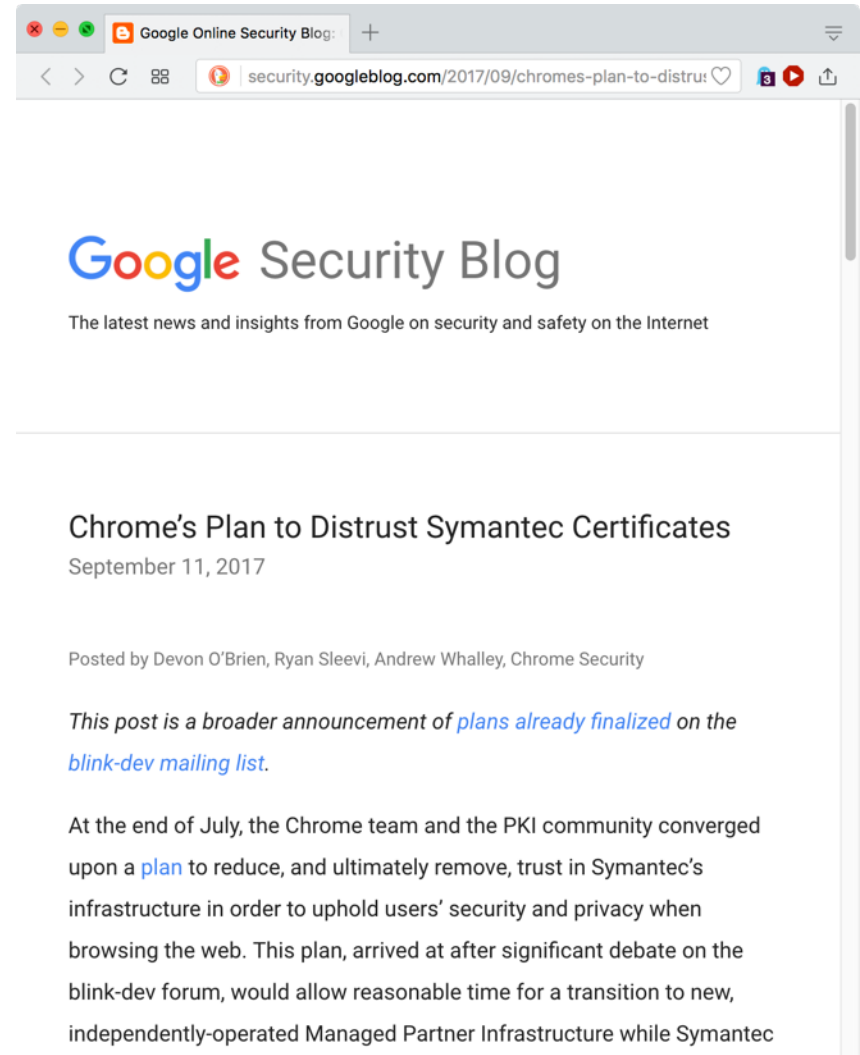 Google Online Security Blog:
security.googleblog.com/2017/09/chromes-plan-to-distrus
3
Google Security Blog
The latest news and insights from Google on security and safety on the Internet
Chrome’s Plan to Distrust Symantec Certificates
September 11, 2017
Posted by Devon O’Brien, Ryan Sleevi, Andrew Whalley, Chrome Security
This post is a broader announcement of plans already finalized on the
blink-dev mailing list.
At the end of July, the Chrome team and the PKI community converged
upon a plan to reduce, and ultimately remove, trust in Symantec’s
infrastructure in order to uphold users’ security and privacy when
browsing the web. This plan, arrived at after significant debate on the
blink-dev forum, would allow reasonable time for a transition to new,
independently-operated Managed Partner Infrastructure while Symantec